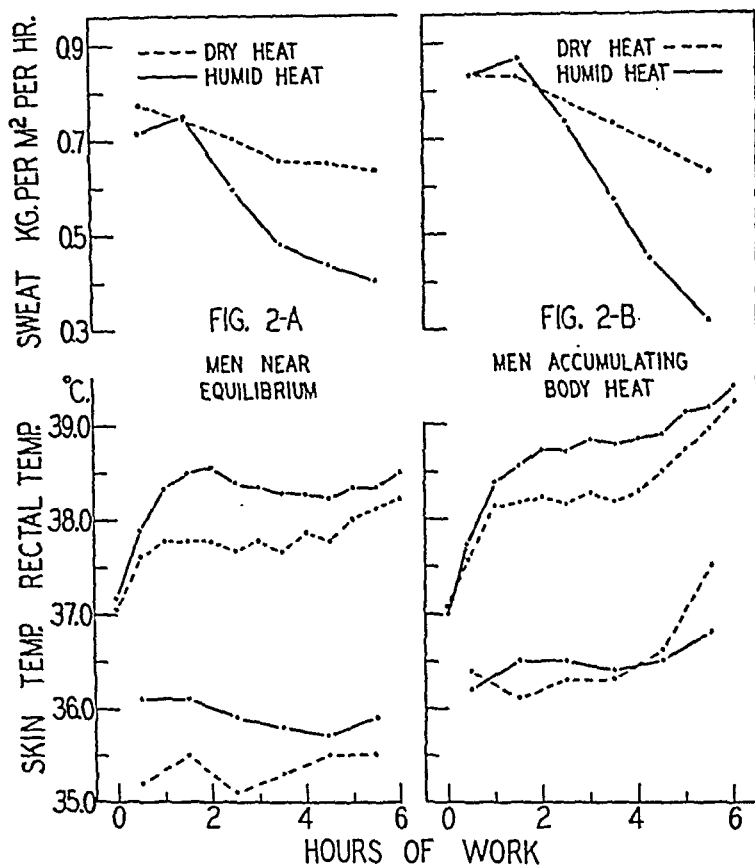 SWEAT KG. PER M² PER HR.
0.9
0.7
0.5
0.3
DRY HEAT
HUMID HEAT
DRY HEAT
HUMID HEAT
FIG. 2-A
FIG. 2-B
MEN NEAR
EQUILIBRIUM
MEN ACCUMULATING
BODY HEAT
°C.
SKIN TEMP. RECTAL TEMP.
39.0
38.0
37.0
36.0
35.0
0 2 4 6
0 2 4 6
HOURS OF WORK